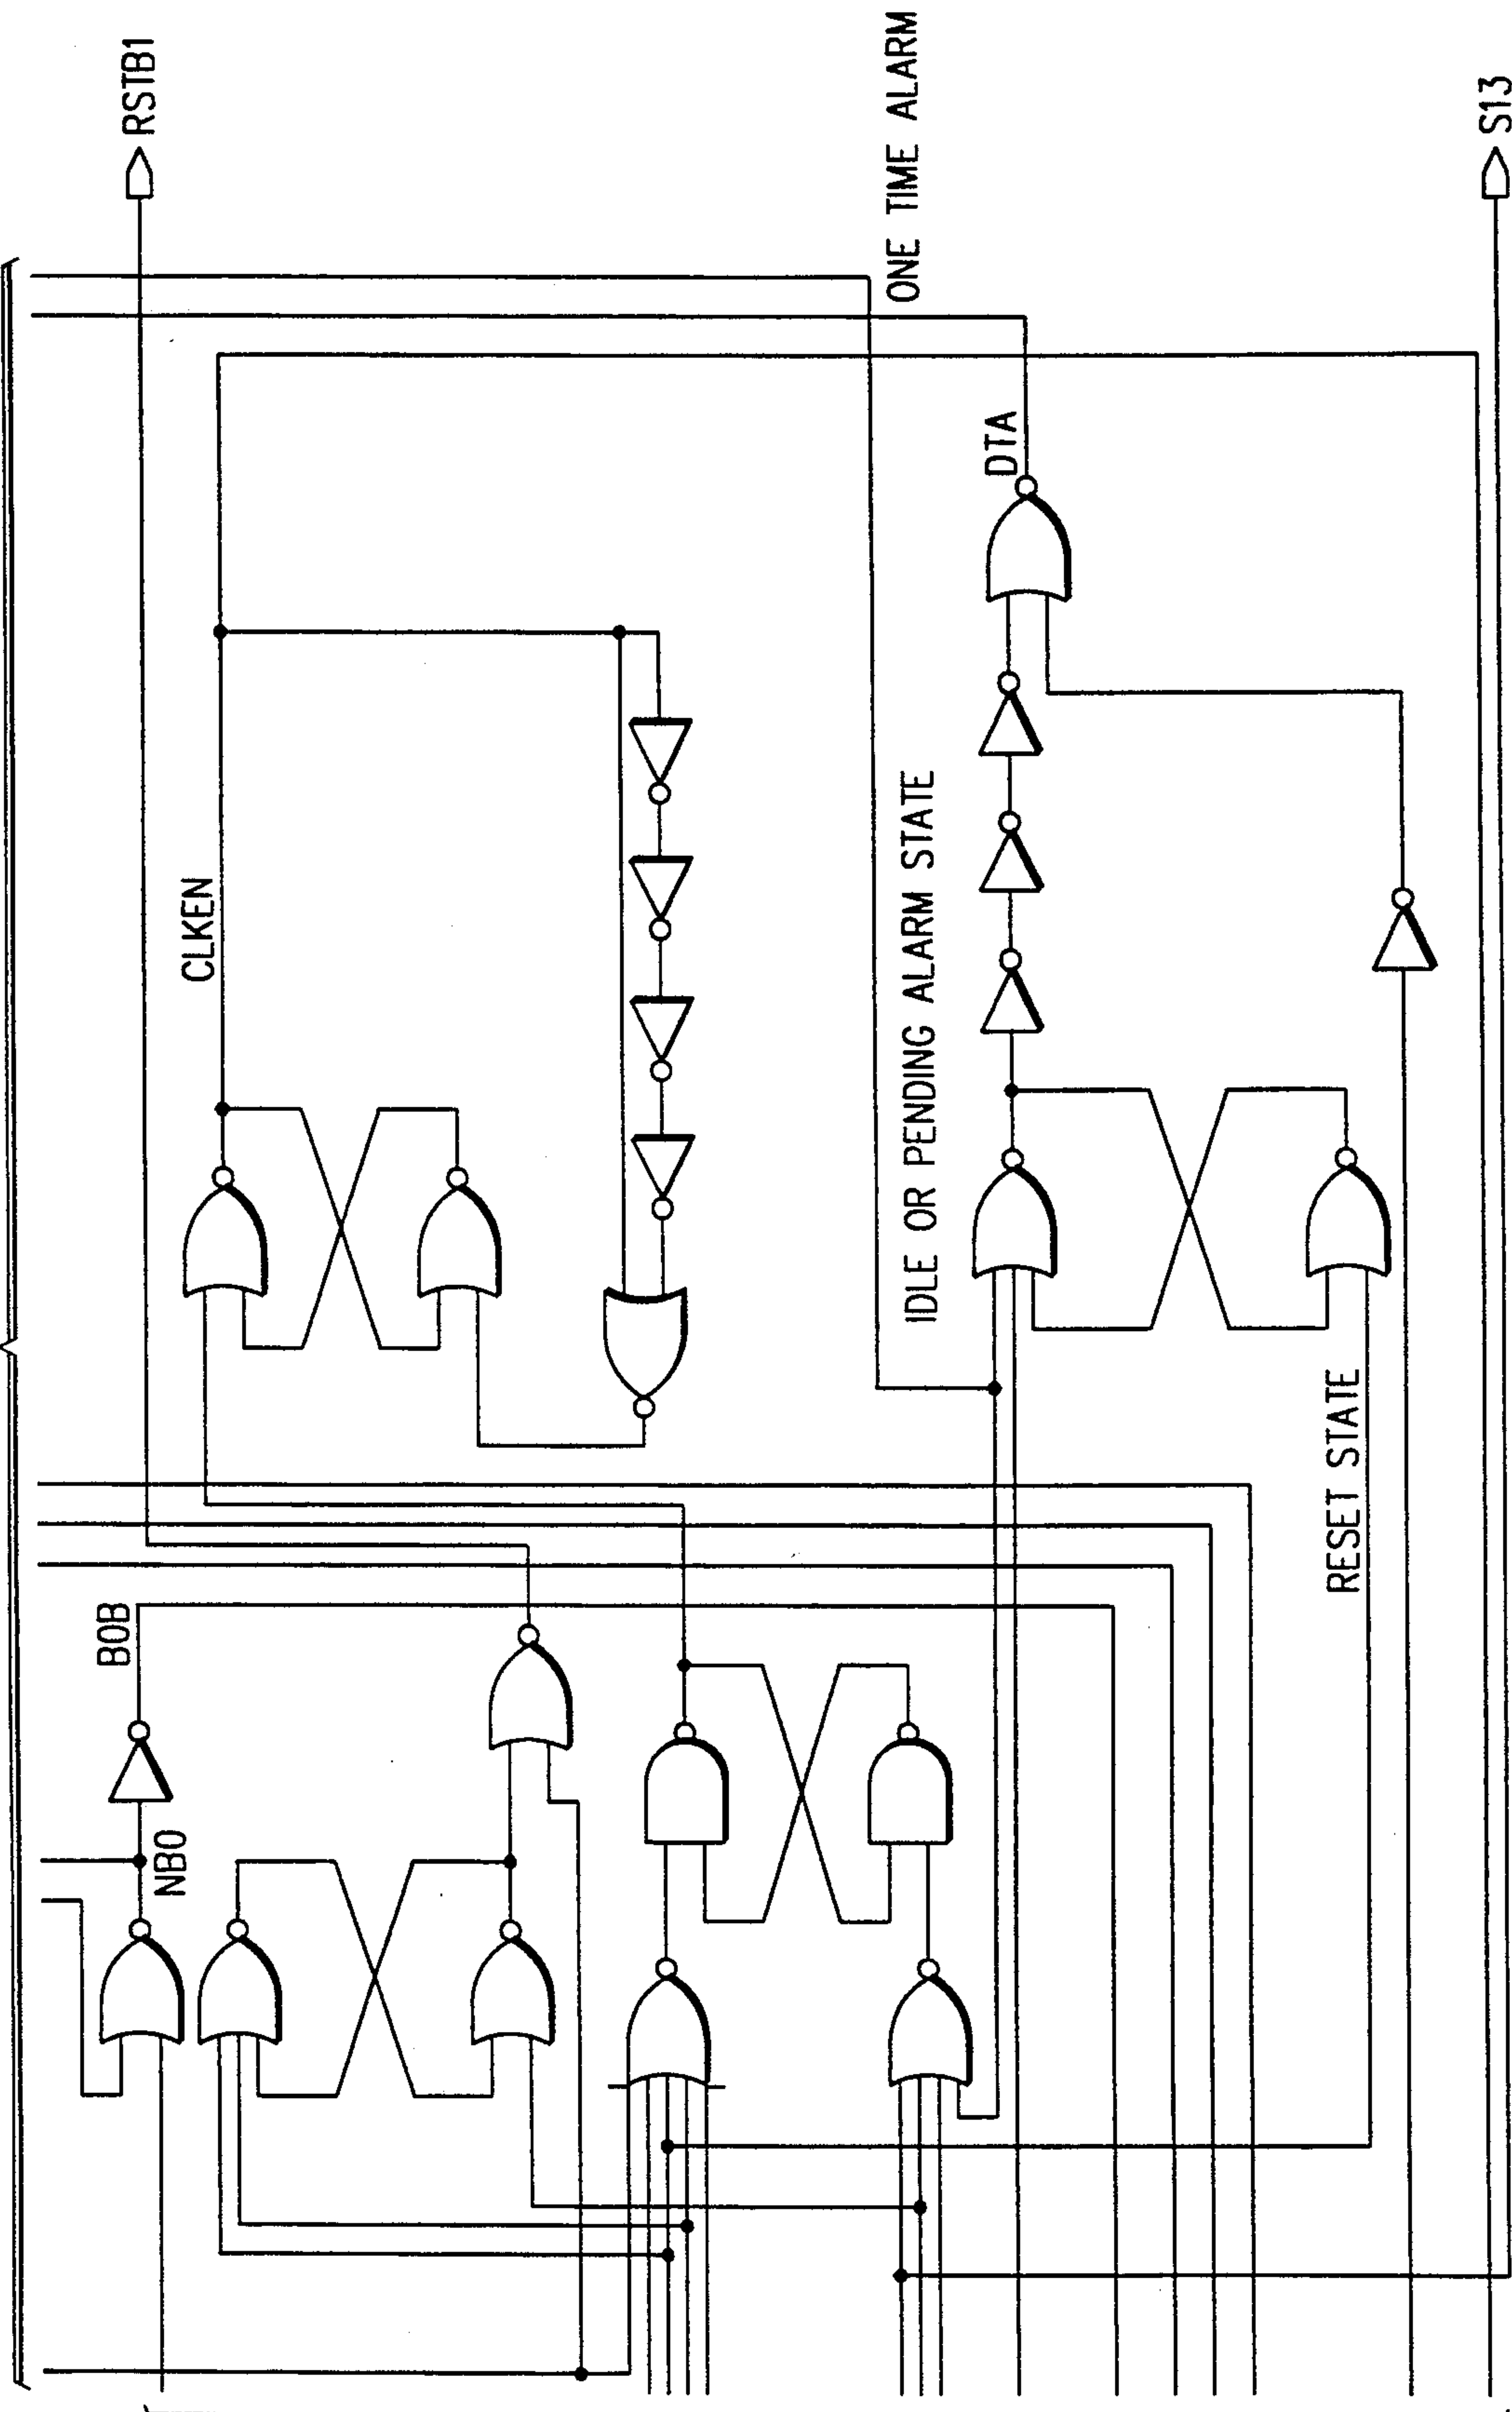 RSTB1
ONE TIME ALARM
S13
DTA
CLKEN
IDLE OR PENDING ALARM STATE
RESET STATE
BOB
NBO